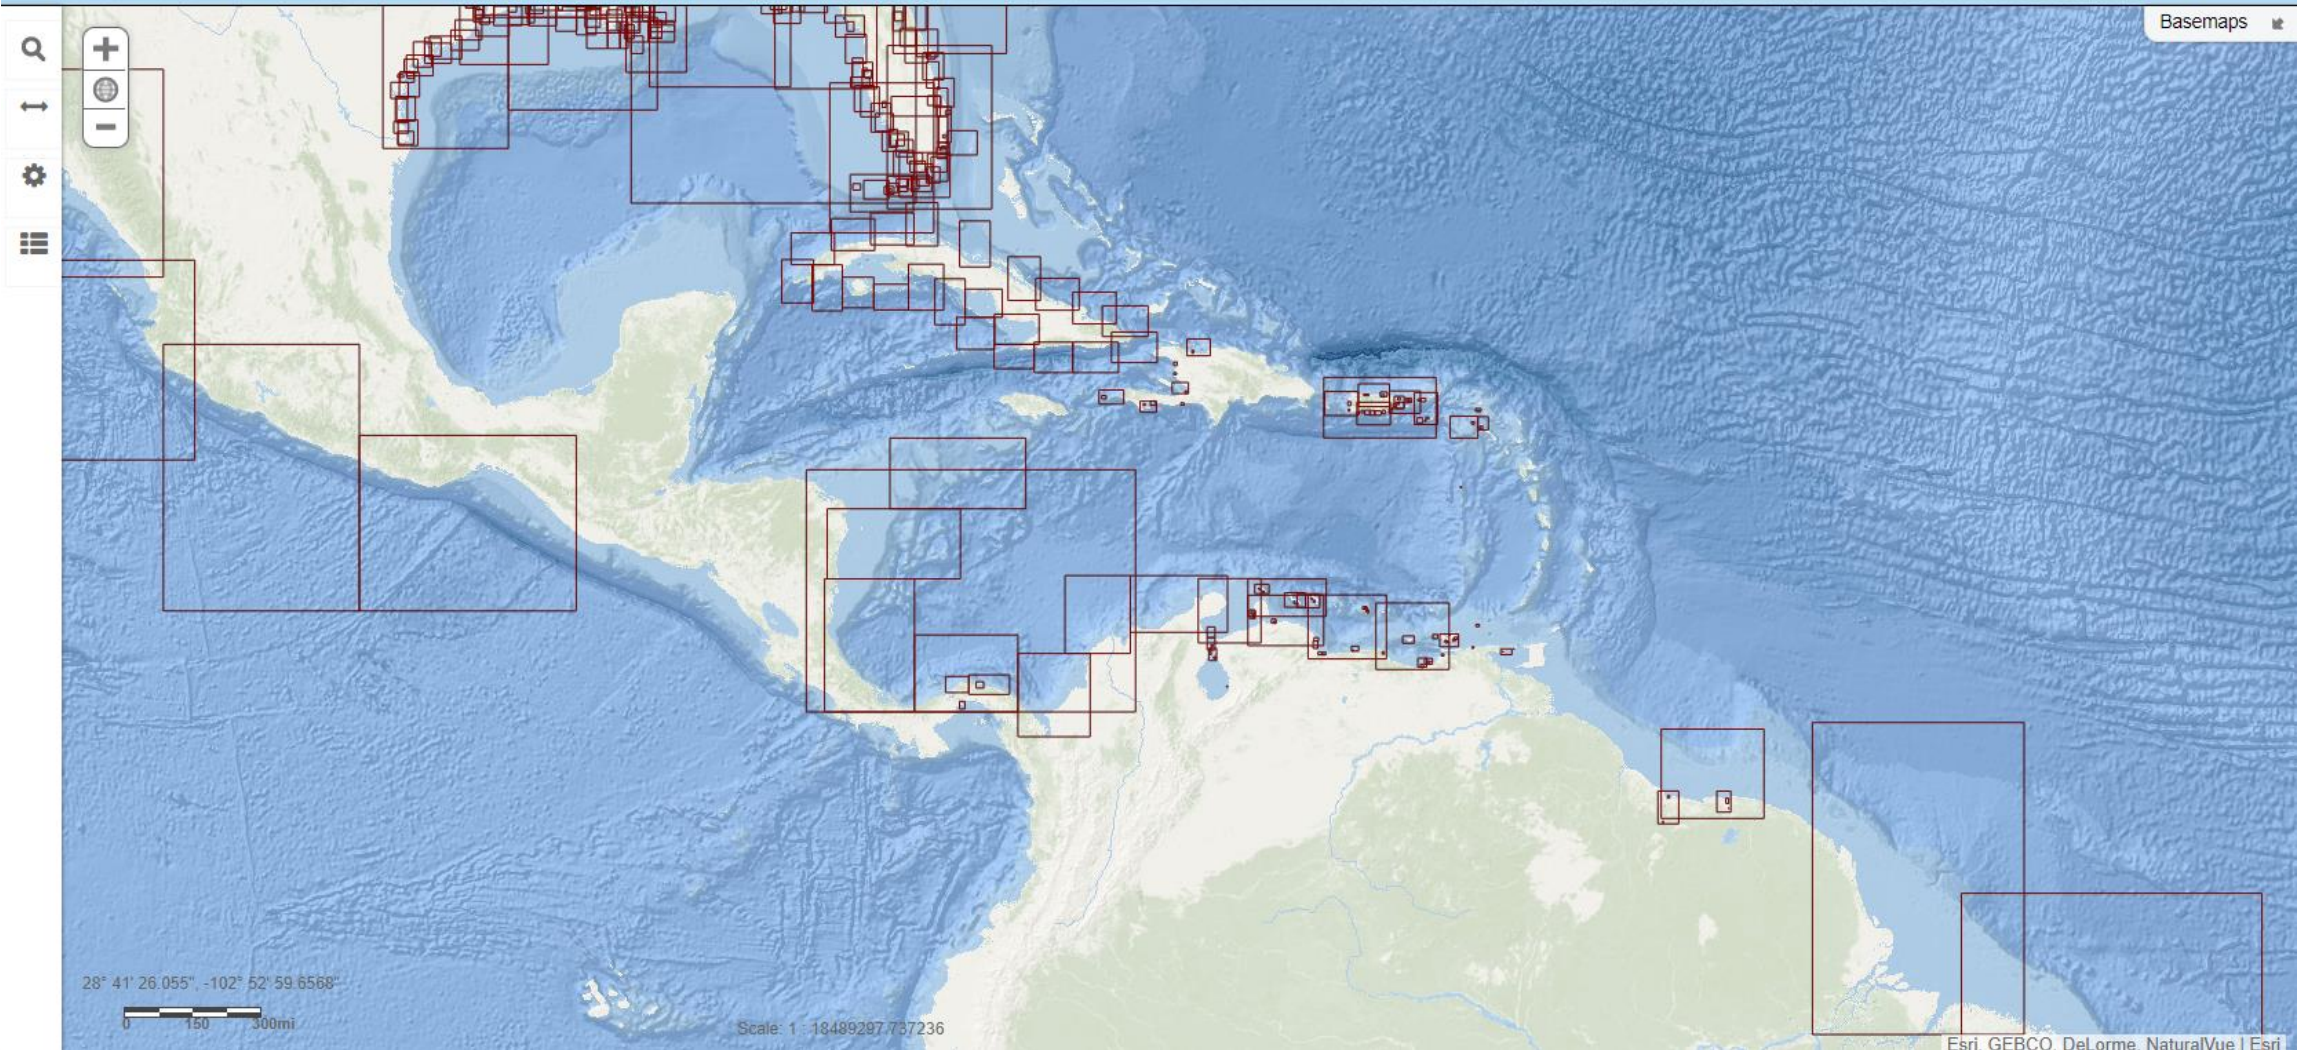 Basemaps
28° 41' 26.055", -102° 52' 59.6568"
0 150 300mi
Scale: 1 : 18489297.737236
Esri, GEBCO, DeLorme, NaturalVue | Esri